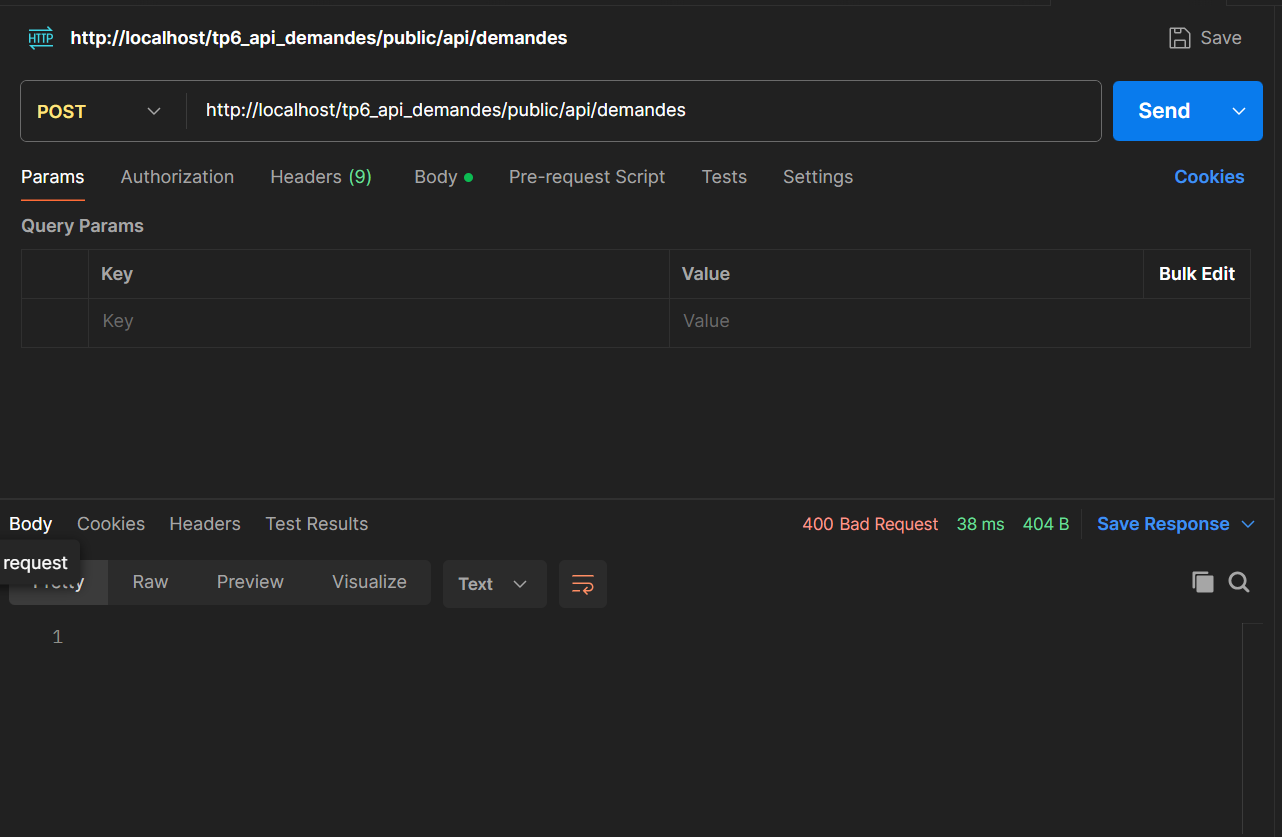 HTTP http://localhost/tp6_api_demandes/public/api/demandes Save
POST http://localhost/tp6_api_demandes/public/api/demandes Send
Params Authorization Headers (9) Body Pre-request Script Tests Settings Cookies
Query Params
Key Value Bulk Edit
Key Value
Body Cookies Headers Test Results 400 Bad Request 38 ms 404 B Save Response
request
Pretty Raw Preview Visualize Text
1